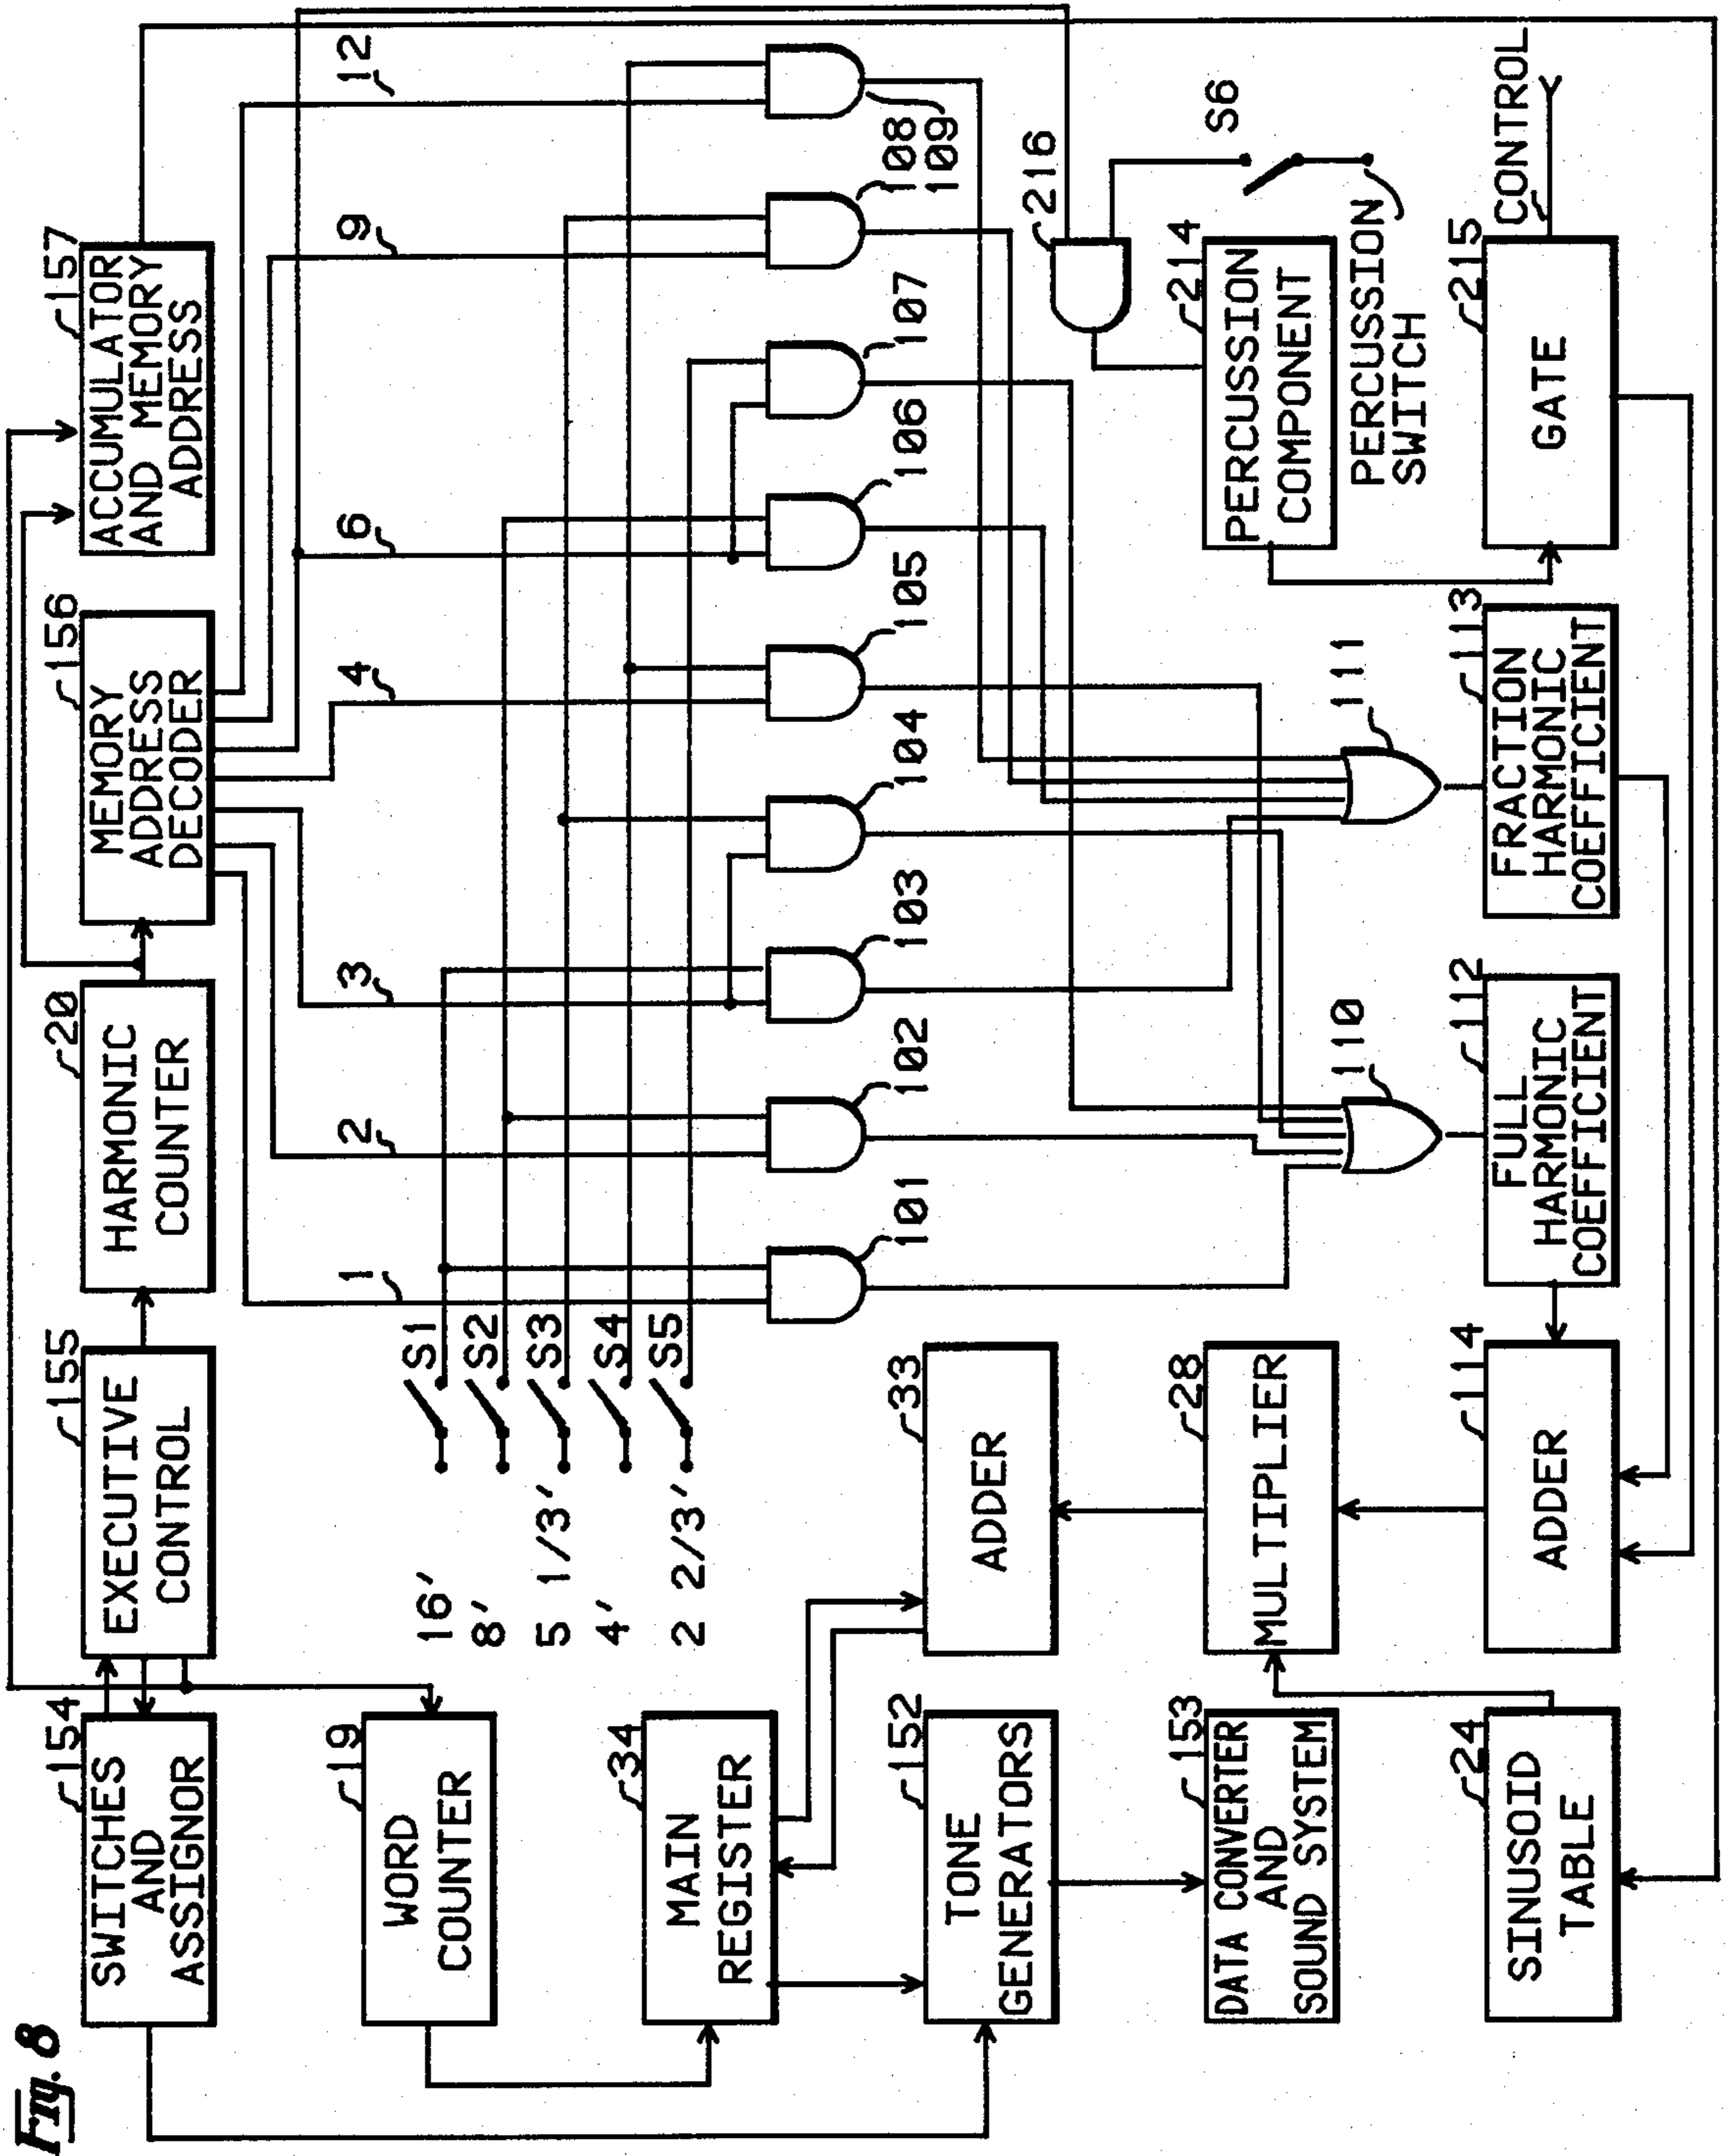 Fig. 8
154
SWITCHES
AND
ASSIGNOR
155
EXECUTIVE
CONTROL
20
HARMONIC
COUNTER
156
MEMORY
ADDRESS
DECODER
157
ACCUMULATOR
AND MEMORY
ADDRESS
19
WORD
COUNTER
1
2
3
4
6
9
12
16' S1
8' S2
5 1/3' S3
4' S4
2 2/3' S5
34
MAIN
REGISTER
33
ADDER
101
102
103
104
105
106
107
108
109
152
TONE
GENERATORS
216
S6
PERCUSSION
SWITCH
153
DATA CONVERTER
AND
SOUND SYSTEM
28
MULTIPLIER
110
111
214
PERCUSSION
COMPONENT
24
SINUSOID
TABLE
114
ADDER
112
FULL
HARMONIC
COEFFICIENT
113
FRACTION
HARMONIC
COEFFICIENT
215
GATE
CONTROL